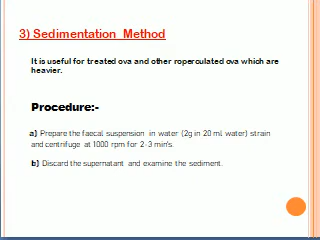 3) Sedimentation Method
It is useful for treated ova and other roperculated ova which are
heavier.
Procedure:-
a) Prepare the faecal suspension in water (2g in 20 ml water) strain
and centrifuge at 1000 rpm for 2-3 min's.
b) Discard the supernatant and examine the sediment.